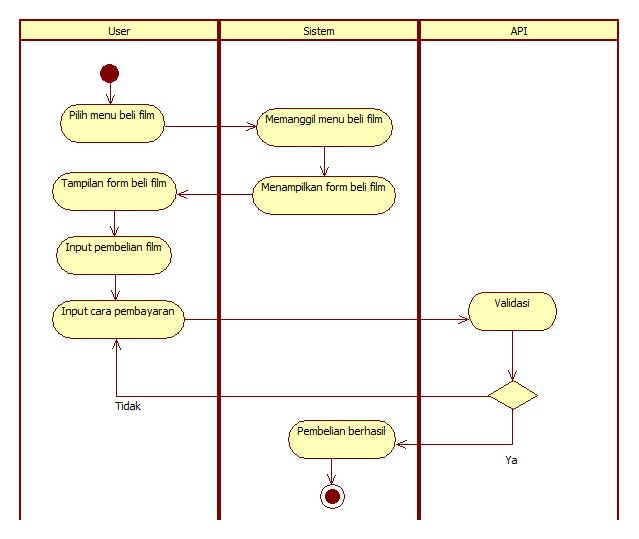 User
Sistem
API
Pilih menu beli film
Memanggil menu beli film
Tampilan form beli film
Menampilkan form beli film
Input pembelian film
Input cara pembayaran
Validasi
Tidak
Pembelian berhasil
Ya